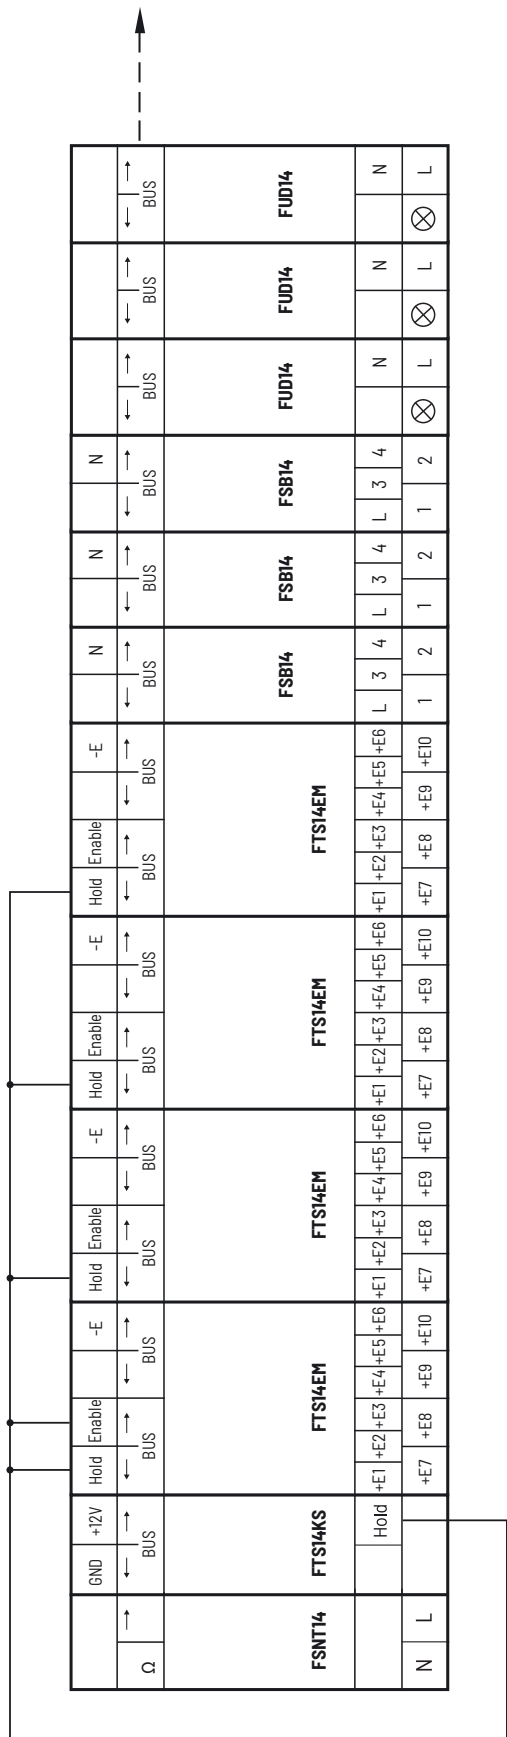 GND +12V Hold Enable -E Hold Enable -E Hold Enable -E Hold Enable -E N N N
Ω BUS BUS BUS BUS BUS BUS BUS BUS BUS BUS BUS BUS BUS BUS BUS
FSNT14 FTS14KS FTS14EM FTS14EM FTS14EM FTS14EM FSB14 FSB14 FSB14 FUD14 FUD14 FUD14
Hold +E1 +E2 +E3 +E4 +E5 +E6 +E1 +E2 +E3 +E4 +E5 +E6 +E1 +E2 +E3 +E4 +E5 +E6 +E1 +E2 +E3 +E4 +E5 +E6 L 3 4 L 3 4 L 3 4 N N N
N L +E7 +E8 +E9 +E10 +E7 +E8 +E9 +E10 +E7 +E8 +E9 +E10 +E7 +E8 +E9 +E10 1 2 1 2 1 2 L L L